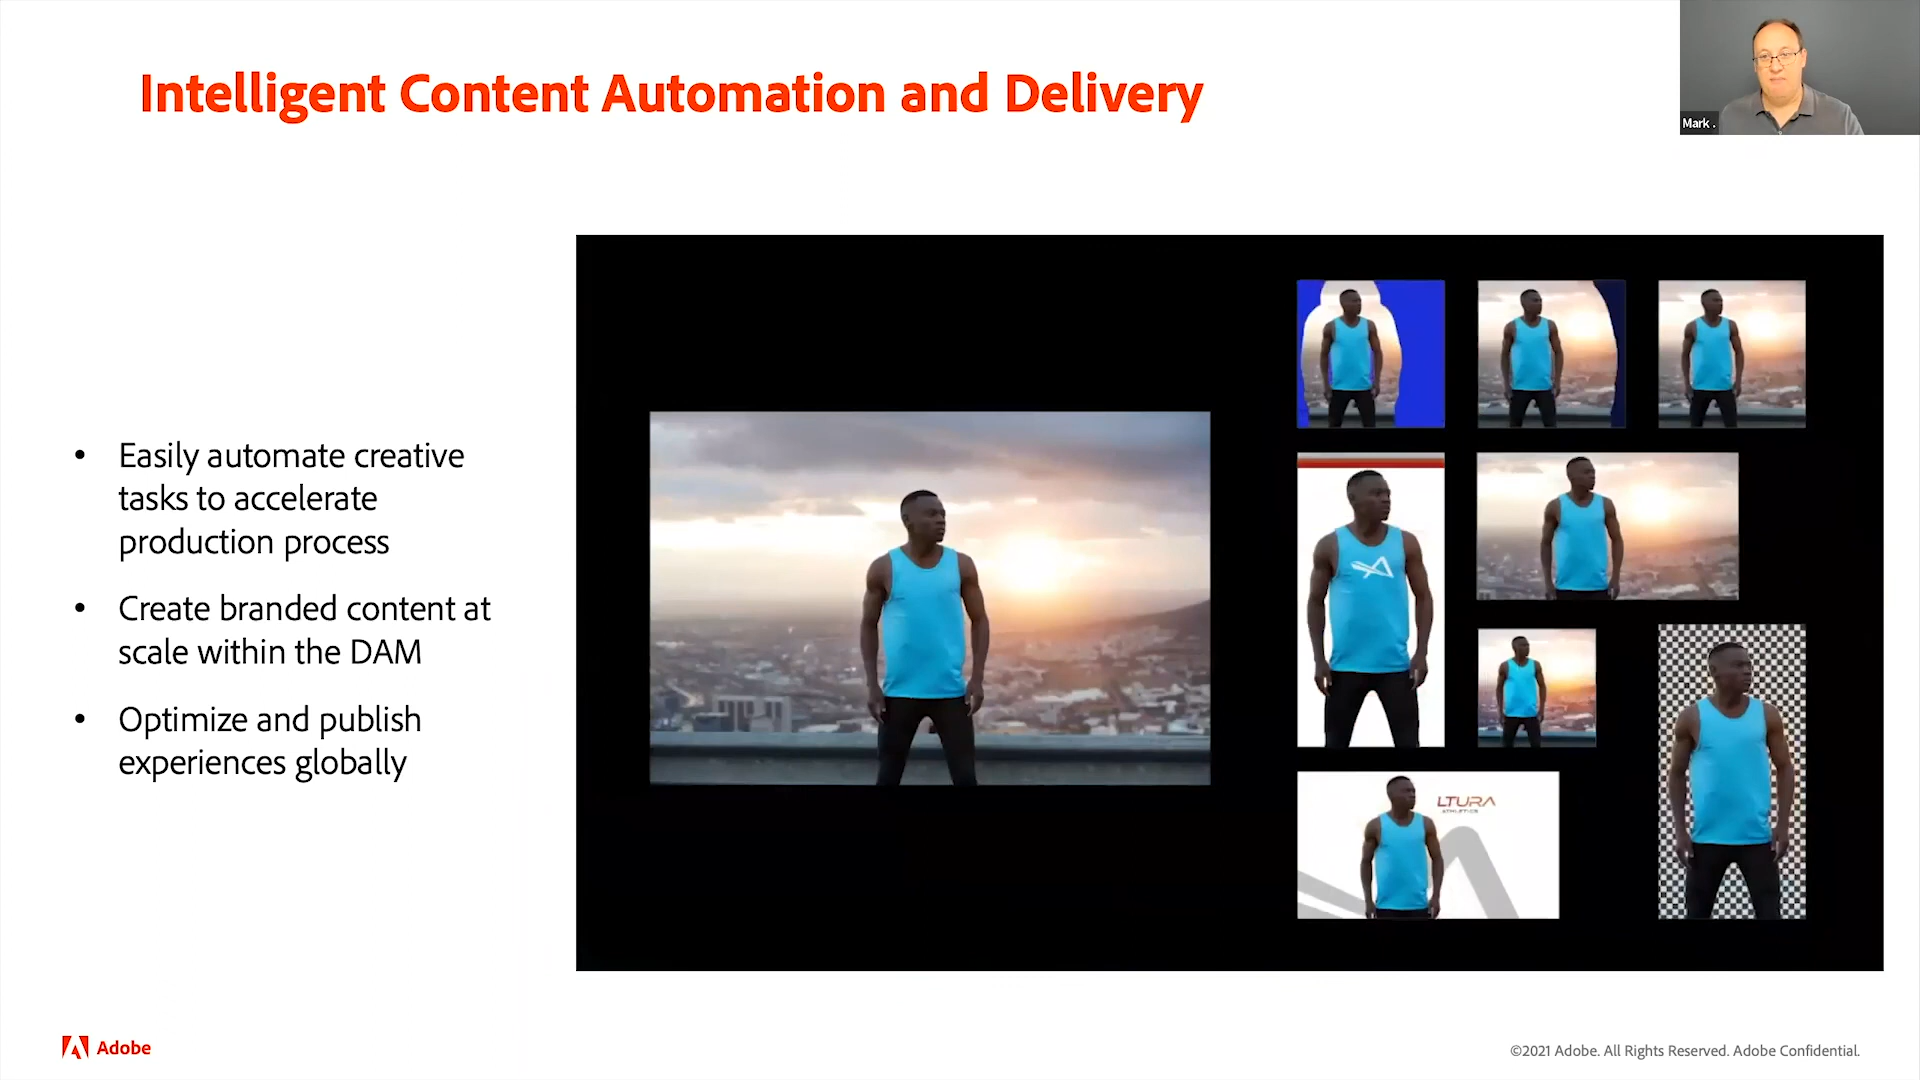 Intelligent Content Automation and Delivery
Mark .
• Easily automate creative
tasks to accelerate
production process
• Create branded content at
scale within the DAM
• Optimize and publish
experiences globally
LTURA
ATHLETICS
Adobe
©2021 Adobe. All Rights Reserved. Adobe Confidential.